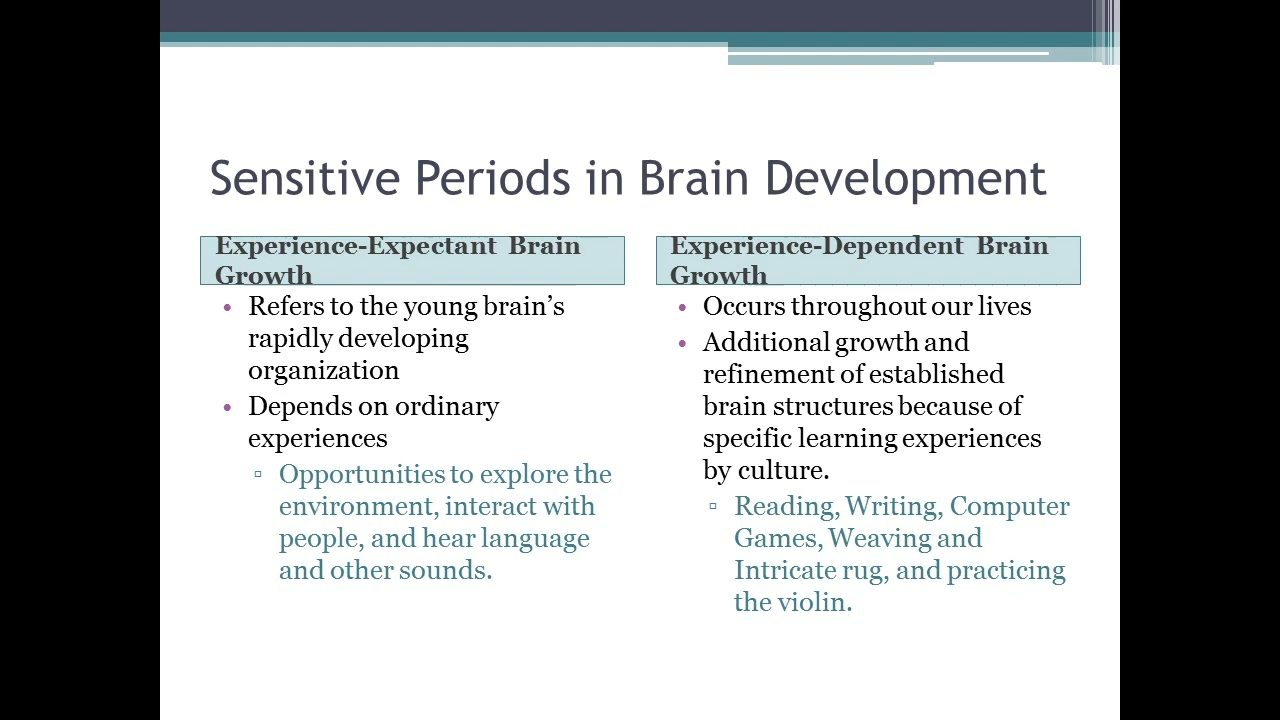 Sensitive Periods in Brain Development
Experience-Expectant Brain
Growth
• Refers to the young brain’s
rapidly developing
organization
• Depends on ordinary
experiences
▫ Opportunities to explore the
environment, interact with
people, and hear language
and other sounds.
Experience-Dependent Brain
Growth
• Occurs throughout our lives
• Additional growth and
refinement of established
brain structures because of
specific learning experiences
by culture.
▫ Reading, Writing, Computer
Games, Weaving and
Intricate rug, and practicing
the violin.